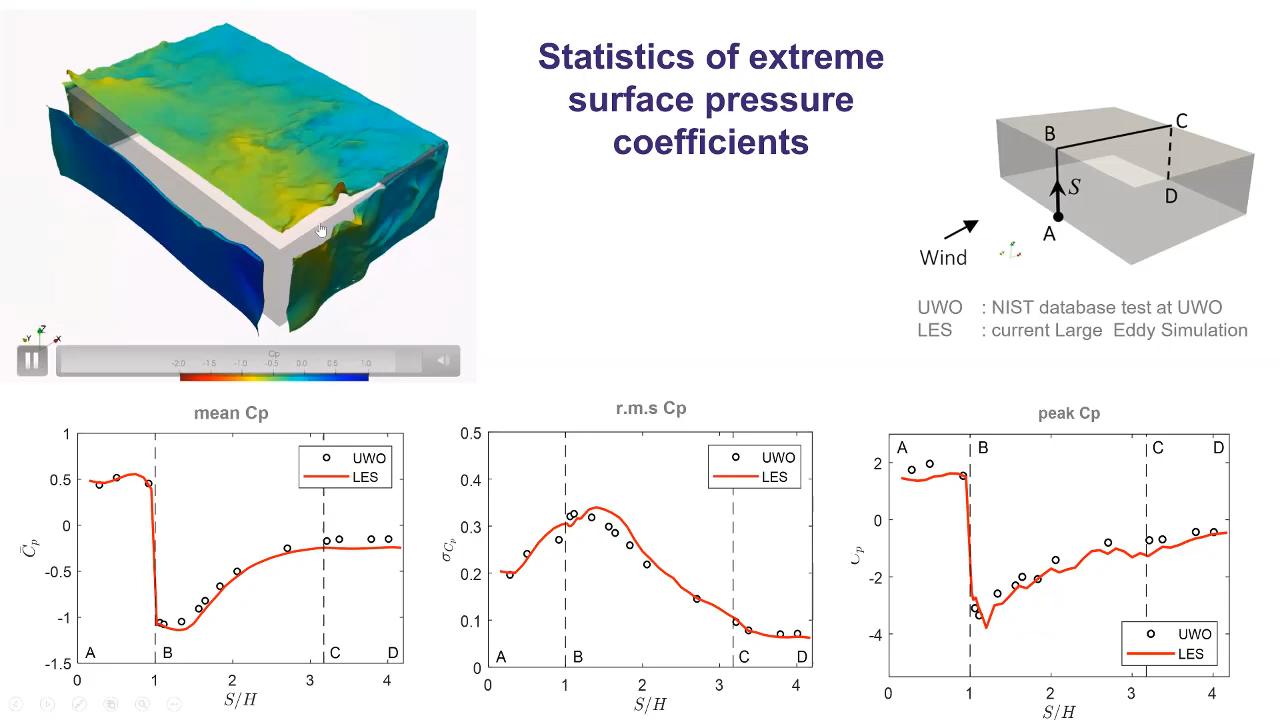 Statistics of extreme
surface pressure
coefficients
Z
Y
X
Cp
-2.0 -1.5 -1.0 -0.5 0.0 0.5 1.0
B
C
S
D
A
Wind
UWO : NIST database test at UWO
LES : current Large Eddy Simulation
mean Cp
1
0.5
0
-0.5
-1
-1.5
C̄p
UWO
LES
A B C D
0 1 2 3 4
S/H
r.m.s Cp
0.5
0.4
0.3
0.2
0.1
0
σCp
UWO
LES
A B C D
0 1 2 3 4
S/H
peak Cp
A B C D
2
0
-2
-4
UWO
LES
0 1 2 3 4
S/H